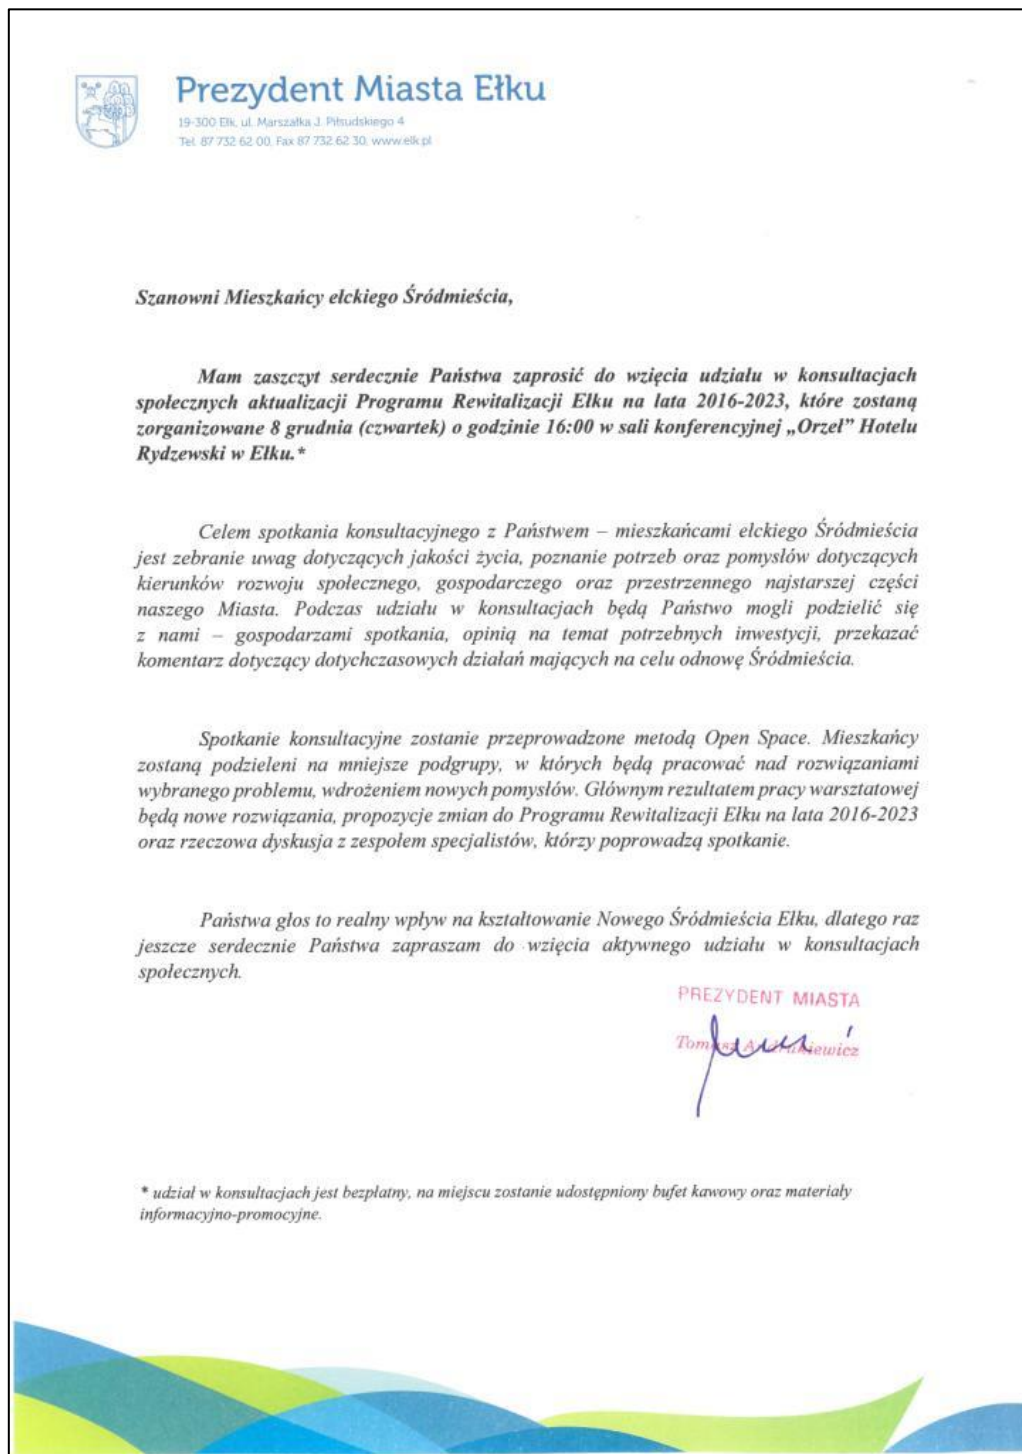 Prezydent Miasta Ełku
19-300 Ełk, ul. Marszałka J. Piłsudskiego 4
Tel. 87 732 62 00, Fax 87 732 62 30, www.elk.pl
Szanowni Mieszkańcy ełckiego Śródmieścia,
Mam zaszczyt serdecznie Państwa zaprosić do wzięcia udziału w konsultacjach
społecznych aktualizacji Programu Rewitalizacji Ełku na lata 2016-2023, które zostaną
zorganizowane 8 grudnia (czwartek) o godzinie 16:00 w sali konferencyjnej „Orzeł” Hotelu
Rydzewski w Ełku.*
Celem spotkania konsultacyjnego z Państwem – mieszkańcami ełckiego Śródmieścia
jest zebranie uwag dotyczących jakości życia, poznanie potrzeb oraz pomysłów dotyczących
kierunków rozwoju społecznego, gospodarczego oraz przestrzennego najstarszej części
naszego Miasta. Podczas udziału w konsultacjach będą Państwo mogli podzielić się
z nami – gospodarzami spotkania, opinią na temat potrzebnych inwestycji, przekazać
komentarz dotyczący dotychczasowych działań mających na celu odnowę Śródmieścia.
Spotkanie konsultacyjne zostanie przeprowadzone metodą Open Space. Mieszkańcy
zostaną podzieleni na mniejsze podgrupy, w których będą pracować nad rozwiązaniami
wybranego problemu, wdrożeniem nowych pomysłów. Głównym rezultatem pracy warsztatowej
będą nowe rozwiązania, propozycje zmian do Programu Rewitalizacji Ełku na lata 2016-2023
oraz rzeczowa dyskusja z zespołem specjalistów, którzy poprowadzą spotkanie.
Państwa głos to realny wpływ na kształtowanie Nowego Śródmieścia Ełku, dlatego raz
jeszcze serdecznie Państwa zapraszam do wzięcia aktywnego udziału w konsultacjach
społecznych.
PREZYDENT MIASTA
Tomasz Andrukiewicz
* udział w konsultacjach jest bezpłatny, na miejscu zostanie udostępniony bufet kawowy oraz materiały
informacyjno-promocyjne.